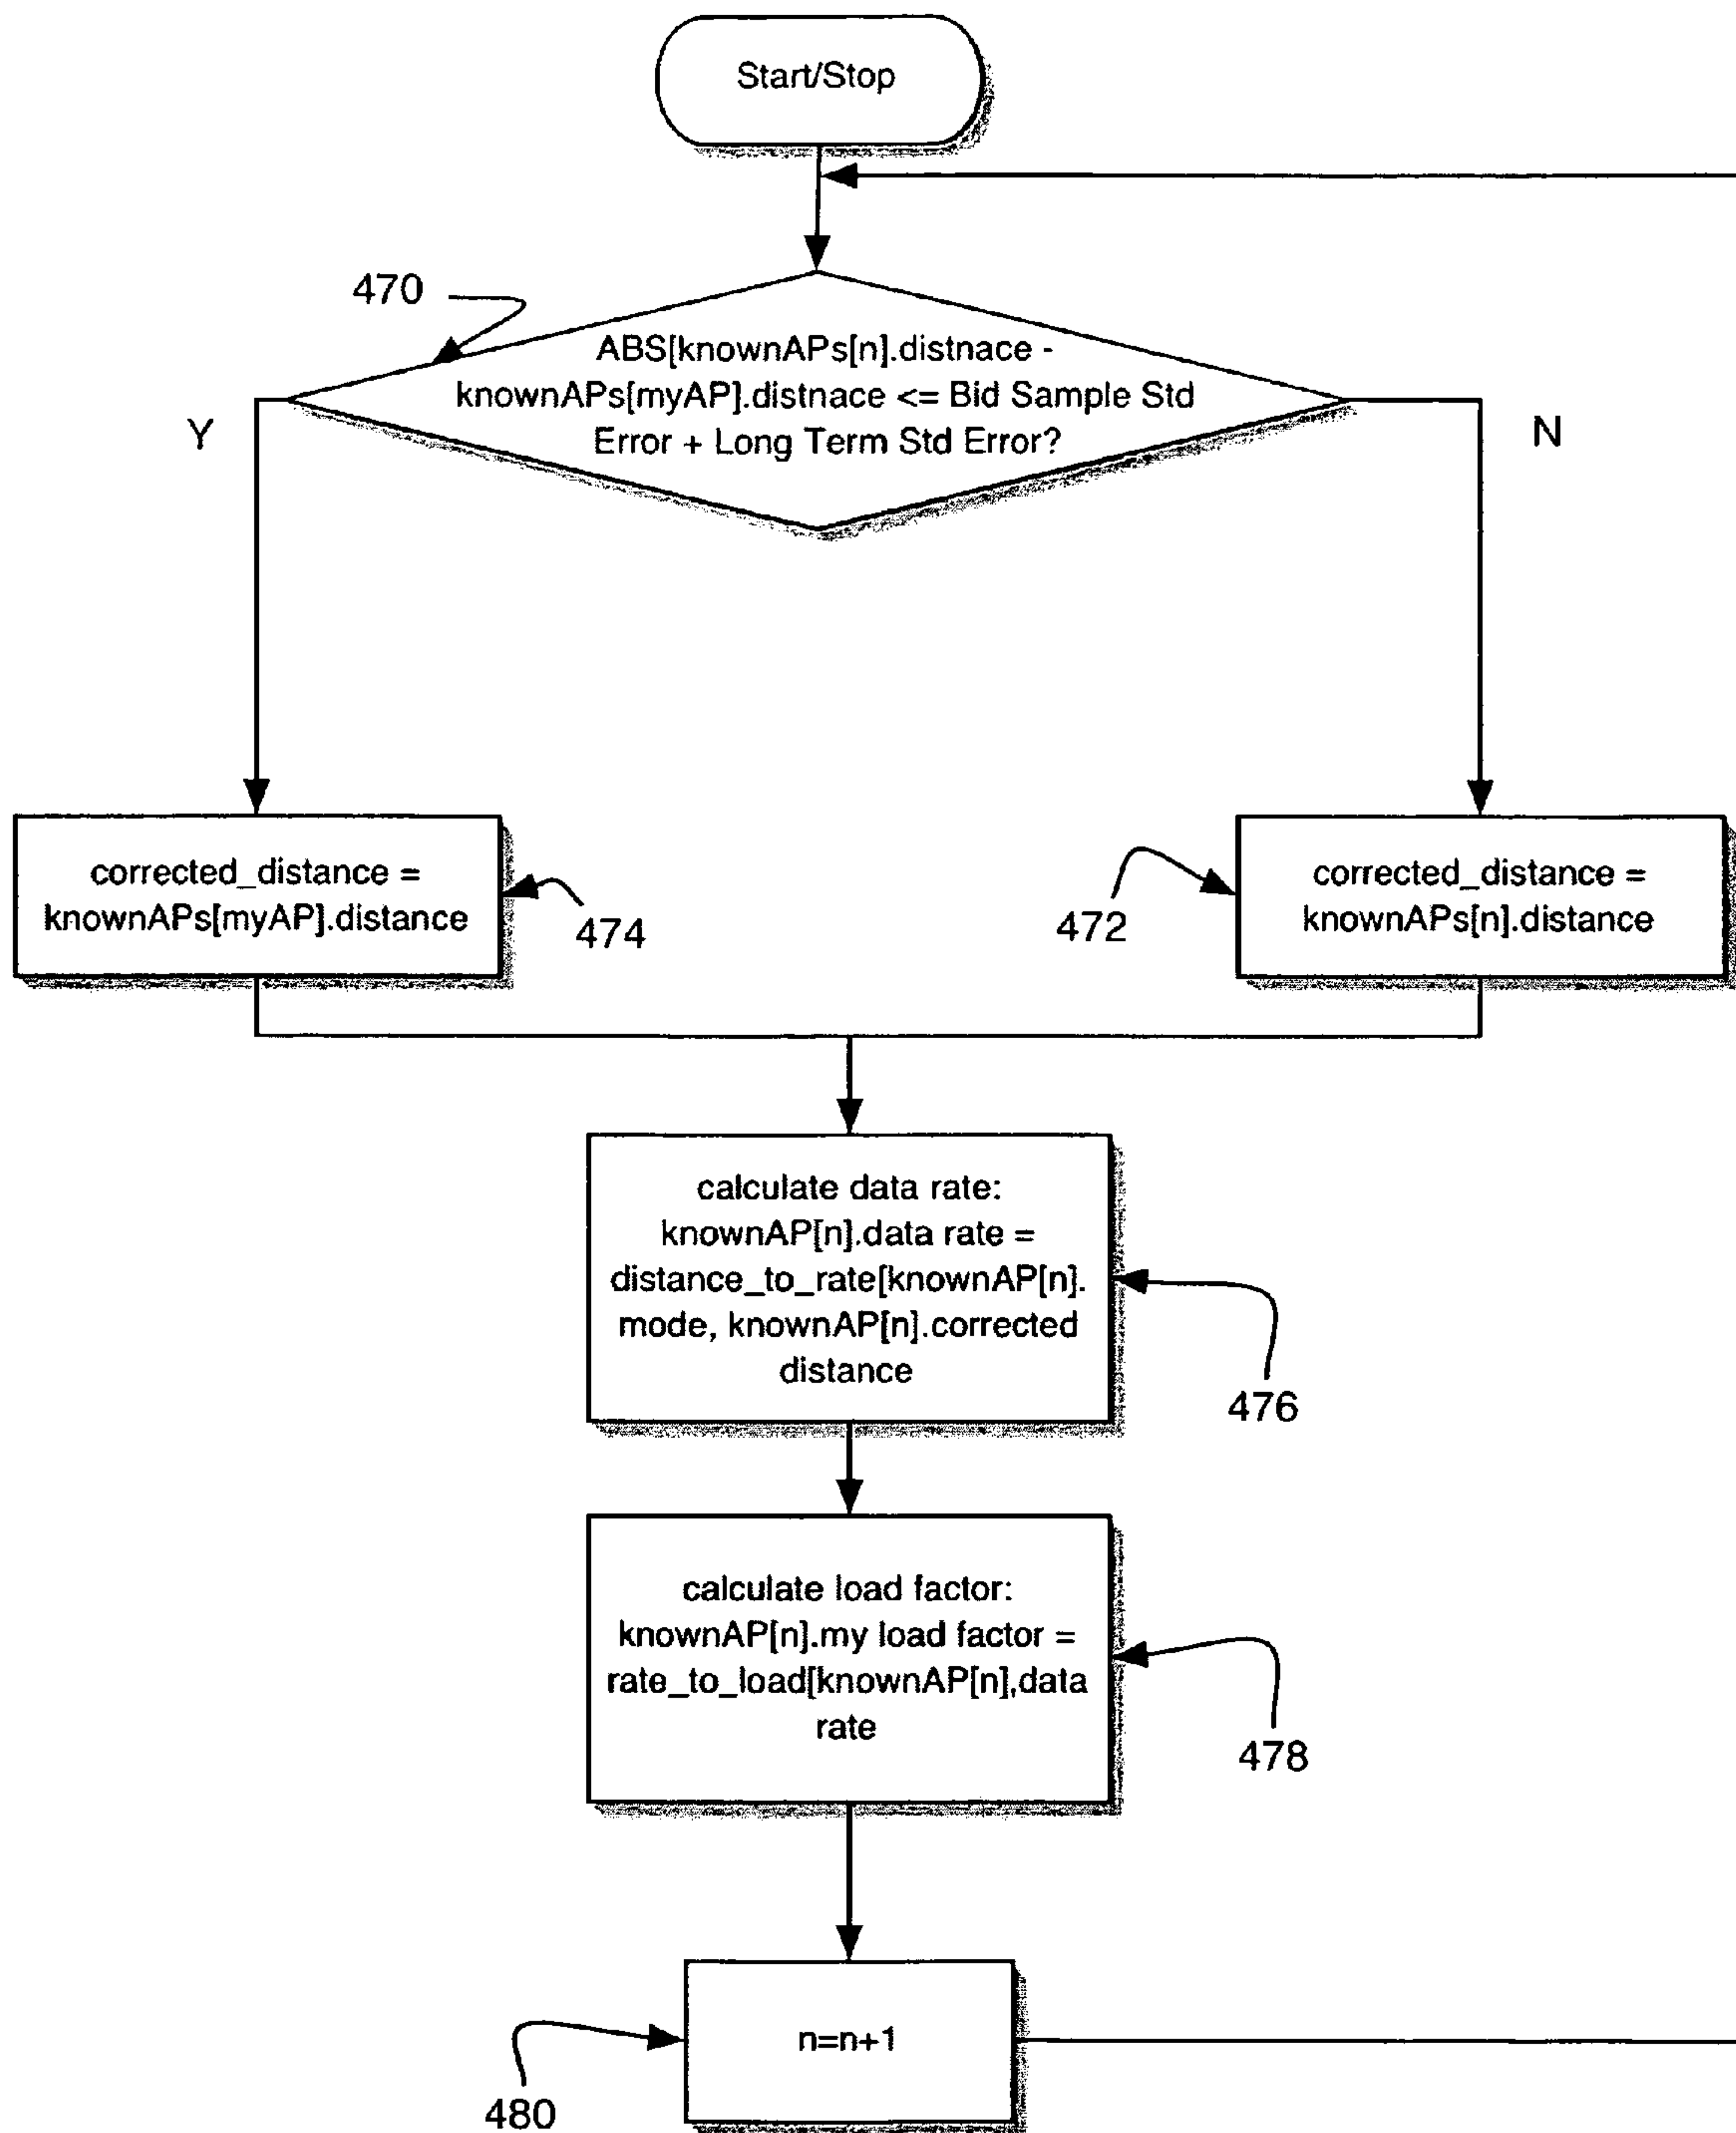 Start/Stop
470
ABS[knownAPs[n].distnace -
knownAPs[myAP].distnace <= Bid Sample Std
Error + Long Term Std Error?
Y
N
corrected_distance =
knownAPs[myAP].distance
474
472
corrected_distance =
knownAPs[n].distance
calculate data rate:
knownAP[n].data rate =
distance_to_rate[knownAP[n].
mode, knownAP[n].corrected
distance
476
calculate load factor:
knownAP[n].my load factor =
rate_to_load[knownAP[n],data
rate
478
n=n+1
480